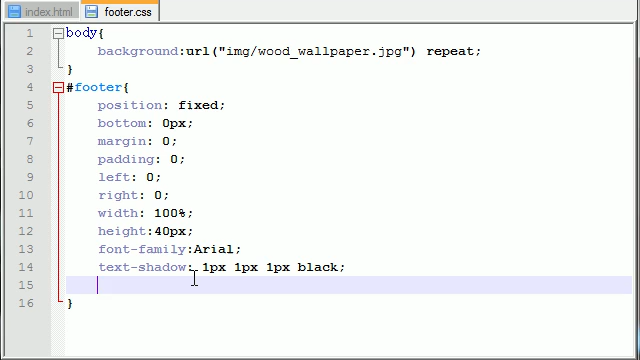 index.html footer.css
1 body{
2 background:url("img/wood_wallpaper.jpg") repeat;
3 }
4 #footer{
5 position: fixed;
6 bottom: 0px;
7 margin: 0;
8 padding: 0;
9 left: 0;
10 right: 0;
11 width: 100%;
12 height:40px;
13 font-family:Arial;
14 text-shadow: 1px 1px 1px black;
15
16 }